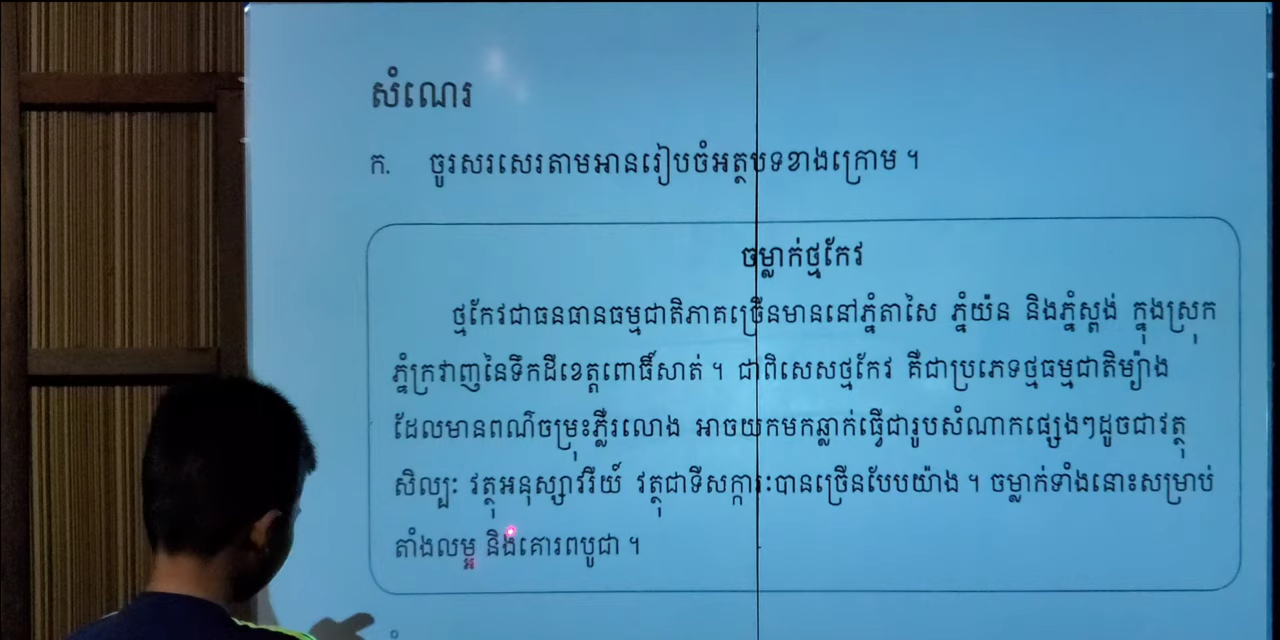 សំណេរ
ក. ចូរសរសេរតាមអានរៀបចំអត្ថបទខាងក្រោម ។
ចម្លាក់ថ្មកែវ
ថ្មកែវជាធនធានធម្មជាតិភាគច្រើនមាននៅភ្នំតាសៃ ភ្នំយ៉ន និងភ្នំស្ពង់ ក្នុងស្រុក
ភ្នំក្រវាញនៃទឹកដីខេត្តពោធិ៍សាត់ ។ ជាពិសេសថ្មកែវ គឺជាប្រភេទថ្មធម្មជាតិម្យ៉ាង
ដែលមានពណ៌ចម្រុះភ្លឺរលោង អាចយកមកឆ្លាក់ធ្វើជារូបសំណាកផ្សេងៗដូចជាវត្ថុ
សិល្បៈ វត្ថុអនុស្សាវរីយ៍ វត្ថុជាទីសក្ការៈបានច្រើនបែបយ៉ាង ។ ចម្លាក់ទាំងនោះសម្រាប់
តាំងលម្អ និងគោរពបូជា ។